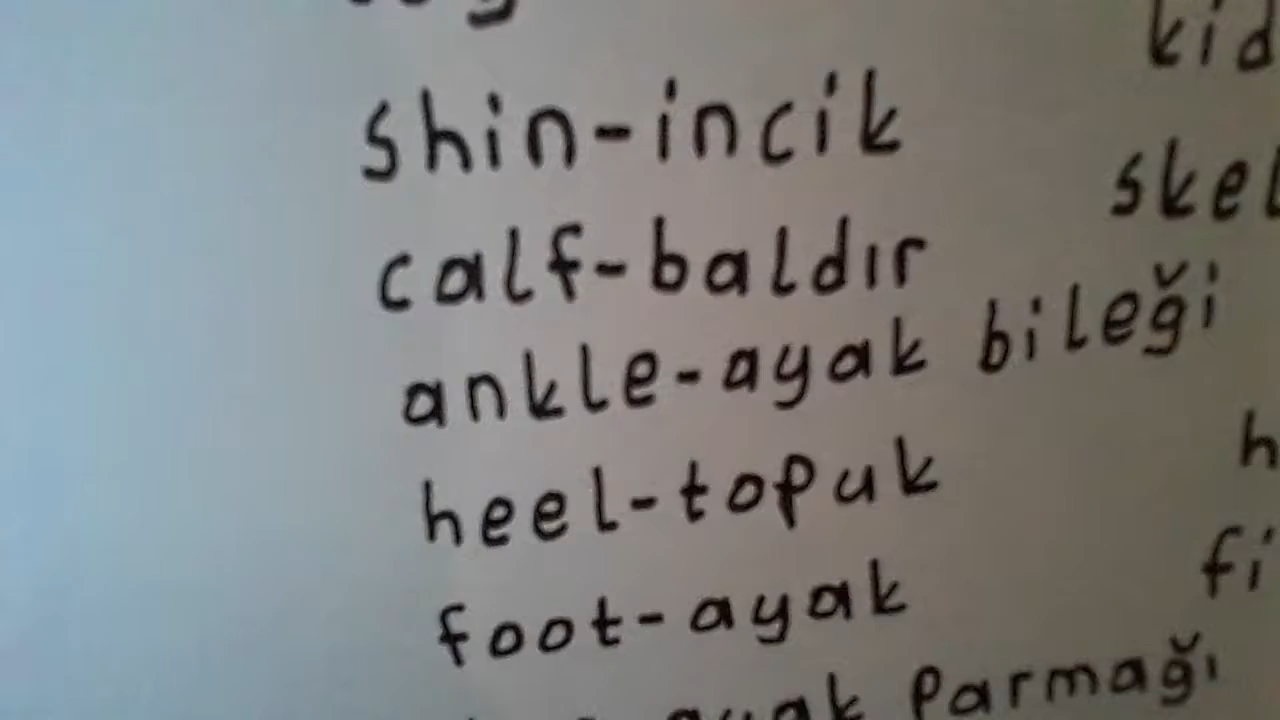 shin-incik
calf-baldır
ankle-ayak bileği
heel-topuk
foot-ayak
ayak parmağı